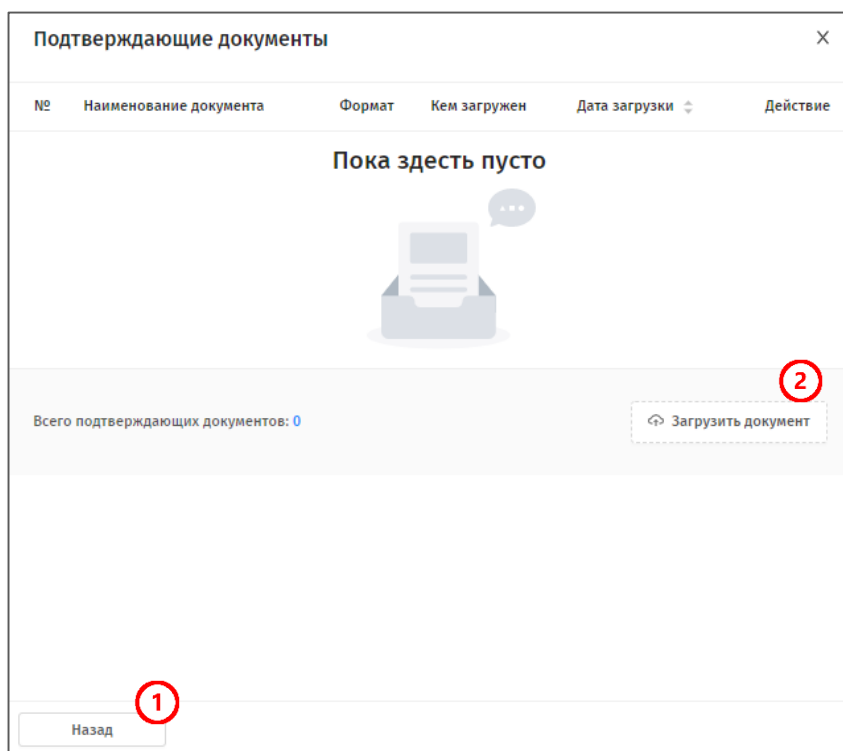 Подтверждающие документы X
№ Наименование документа Формат Кем загружен Дата загрузки Действие
Пока здесть пусто
2
Всего подтверждающих документов: 0 Загрузить документ
1
Назад